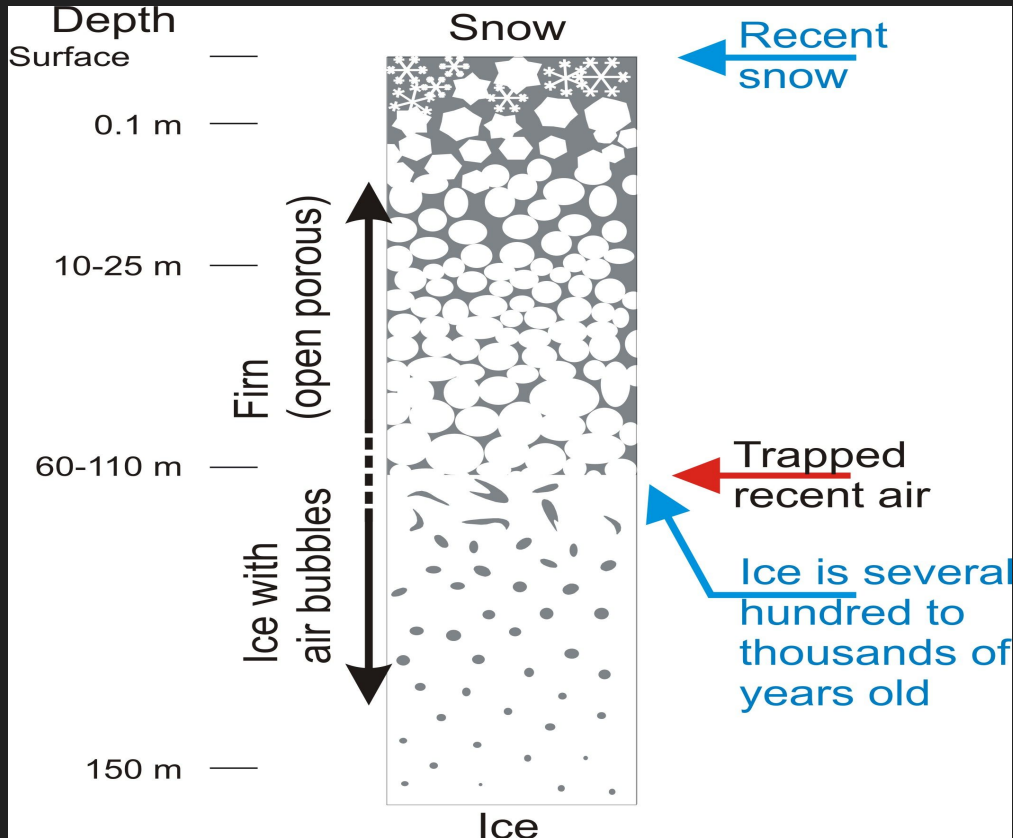 Depth
Snow
Surface
Recent
snow
0.1 m
10-25 m
Firn
(open porous)
60-110 m
Trapped
recent air
Ice with
air bubbles
Ice is several
hundred to
thousands of
years old
150 m
Ice